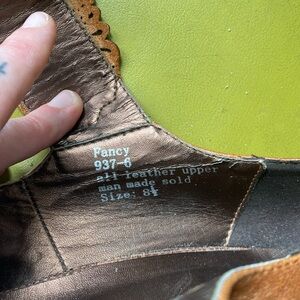 Fancy
937-6
all leather upper
man made sold
Size: 8½